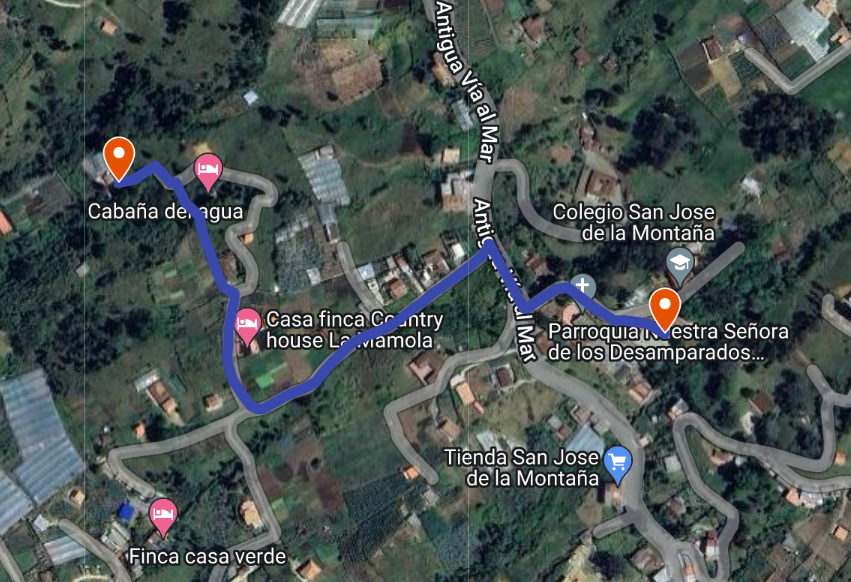 Antigua Vía al Mar
Cabaña del agua
Antigua Vía al Mar
Colegio San Jose
de la Montaña
Casa finca Country
house La Mamola
Parroquia Nuestra Señora
de los Desamparados...
Tienda San Jose
de la Montaña
Finca casa verde